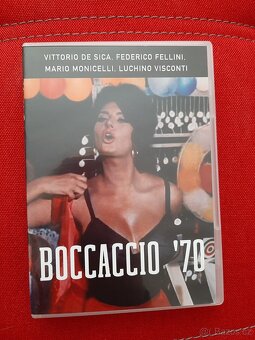 VITTORIO DE SICA. FEDERICO FELLINI.
MARIO MONICELLI. LUCHINO VISCONTI
BOCCACCIO '70